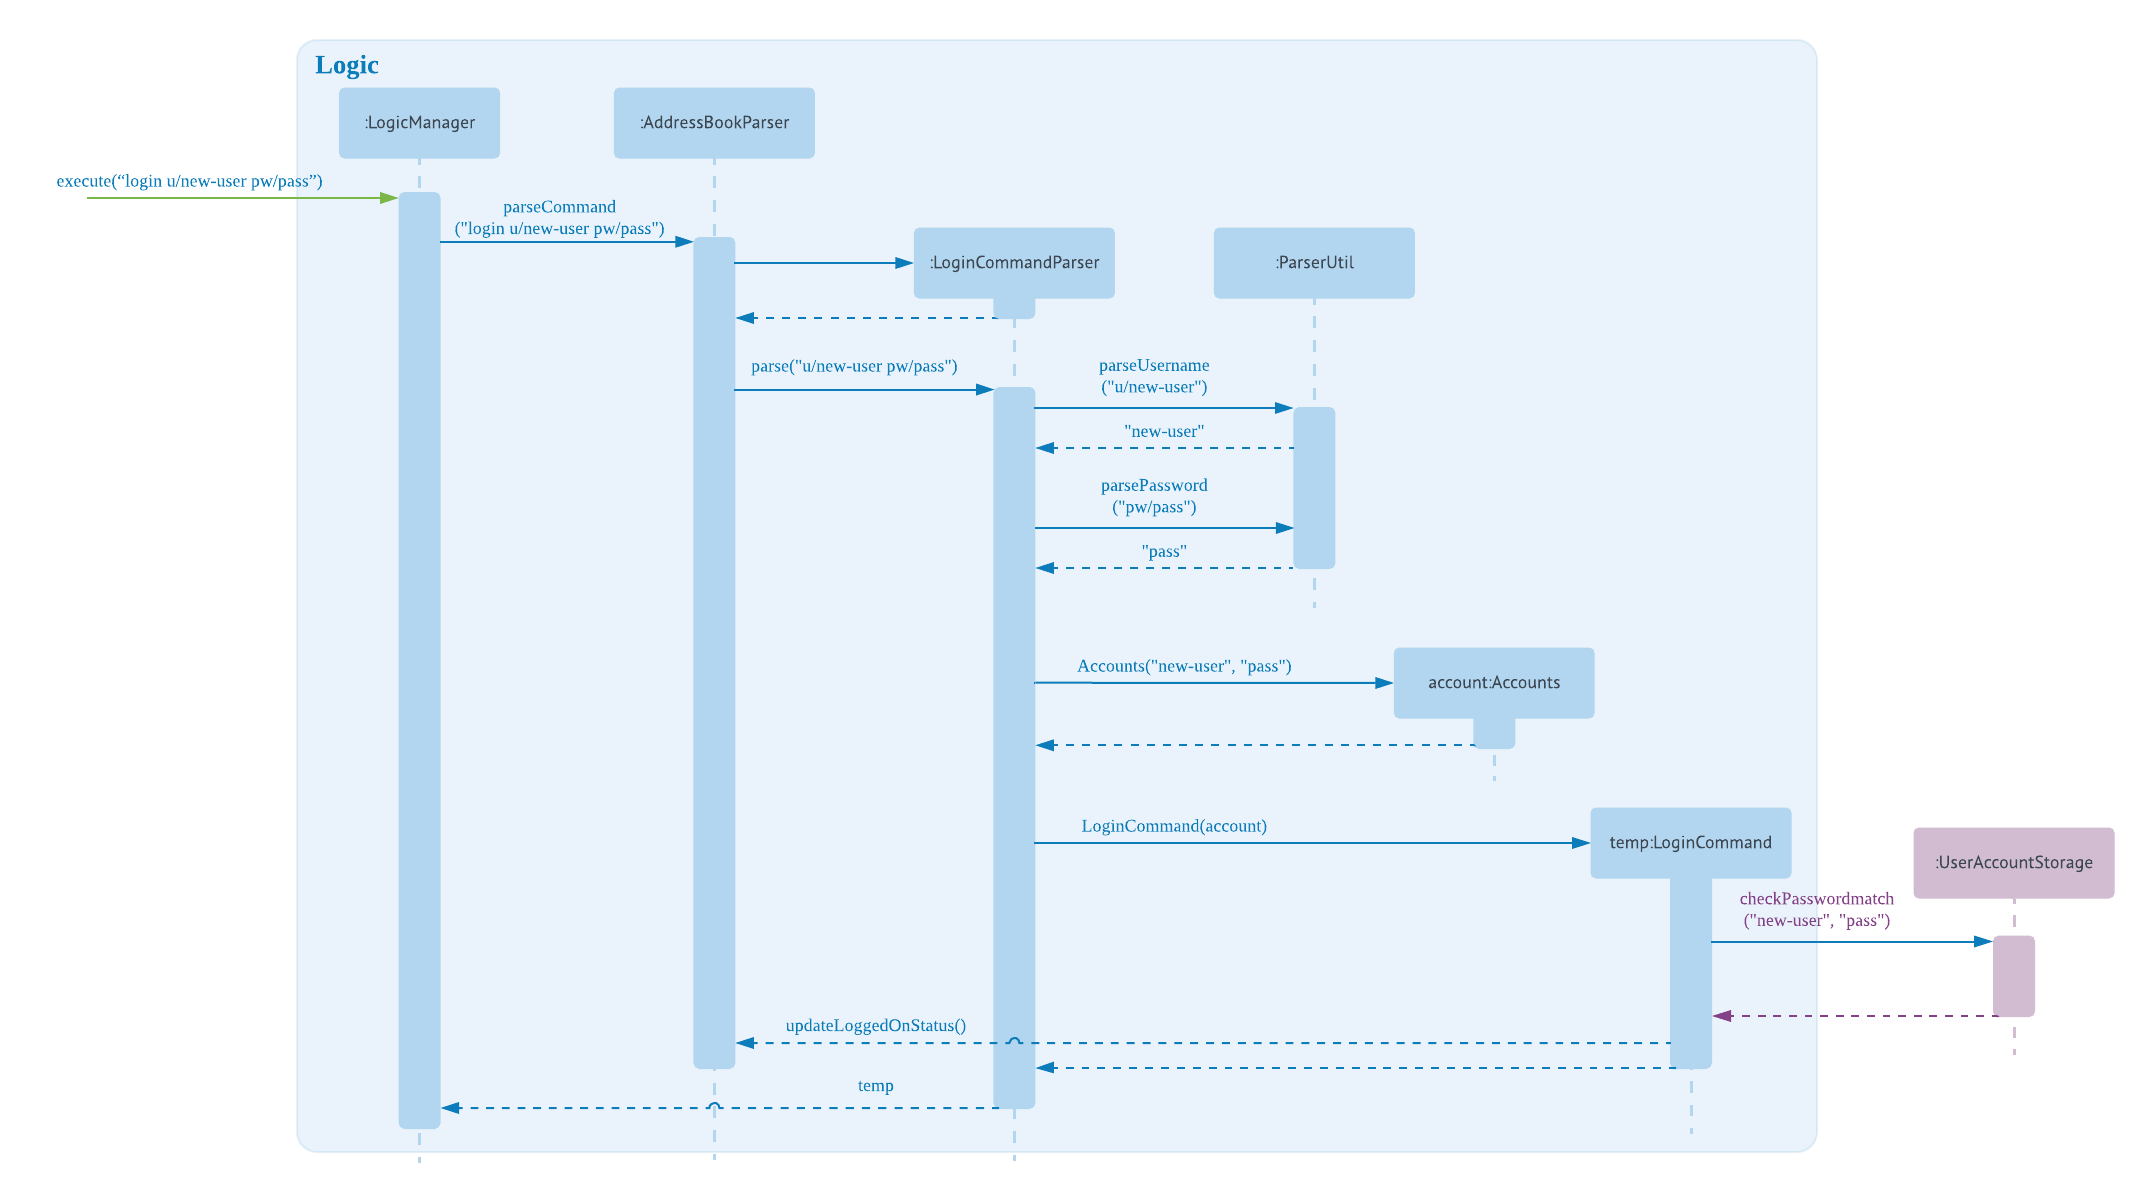 Logic
:LogicManager
:AddressBookParser
execute(“login u/new-user pw/pass”)
parseCommand
("login u/new-user pw/pass")
:LoginCommandParser
:ParserUtil
parse("u/new-user pw/pass")
parseUsername
("u/new-user")
"new-user"
parsePassword
("pw/pass")
"pass"
Accounts("new-user", "pass")
account:Accounts
LoginCommand(account)
temp:LoginCommand
:UserAccountStorage
checkPasswordmatch
("new-user", "pass")
updateLoggedOnStatus()
temp